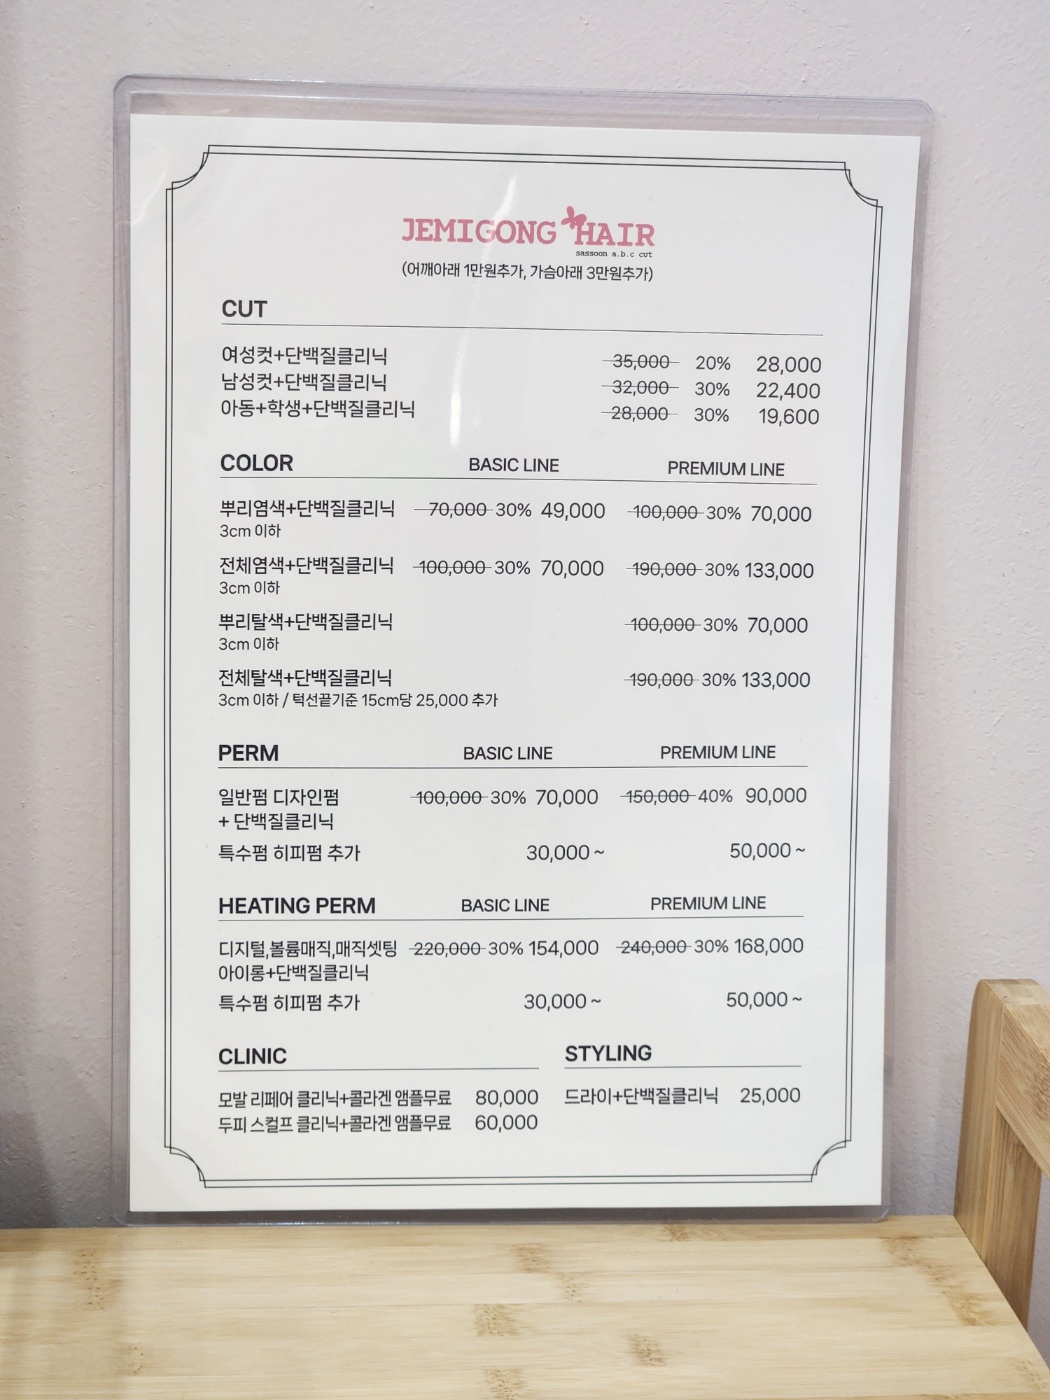 JEMIGONG HAIR
sassoon a.b.c cut
(어깨아래 1만원추가, 가슴아래 3만원추가)
CUT
여성컷+단백질클리닉 35,000 20% 28,000
남성컷+단백질클리닉 32,000 30% 22,400
아동+학생+단백질클리닉 28,000 30% 19,600
COLOR BASIC LINE PREMIUM LINE
뿌리염색+단백질클리닉 70,000 30% 49,000 100,000 30% 70,000
3cm 이하
전체염색+단백질클리닉 100,000 30% 70,000 190,000 30% 133,000
3cm 이하
뿌리탈색+단백질클리닉 100,000 30% 70,000
3cm 이하
전체탈색+단백질클리닉 190,000 30% 133,000
3cm 이하 / 턱선끝기준 15cm당 25,000 추가
PERM BASIC LINE PREMIUM LINE
일반펌 디자인펌 100,000 30% 70,000 150,000 40% 90,000
+ 단백질클리닉
특수펌 히피펌 추가 30,000 ~ 50,000 ~
HEATING PERM BASIC LINE PREMIUM LINE
디지털,볼륨매직,매직셋팅 220,000 30% 154,000 240,000 30% 168,000
아이롱+단백질클리닉
특수펌 히피펌 추가 30,000 ~ 50,000 ~
CLINIC STYLING
모발 리페어 클리닉+콜라겐 앰플무료 80,000 드라이+단백질클리닉 25,000
두피 스컬프 클리닉+콜라겐 앰플무료 60,000